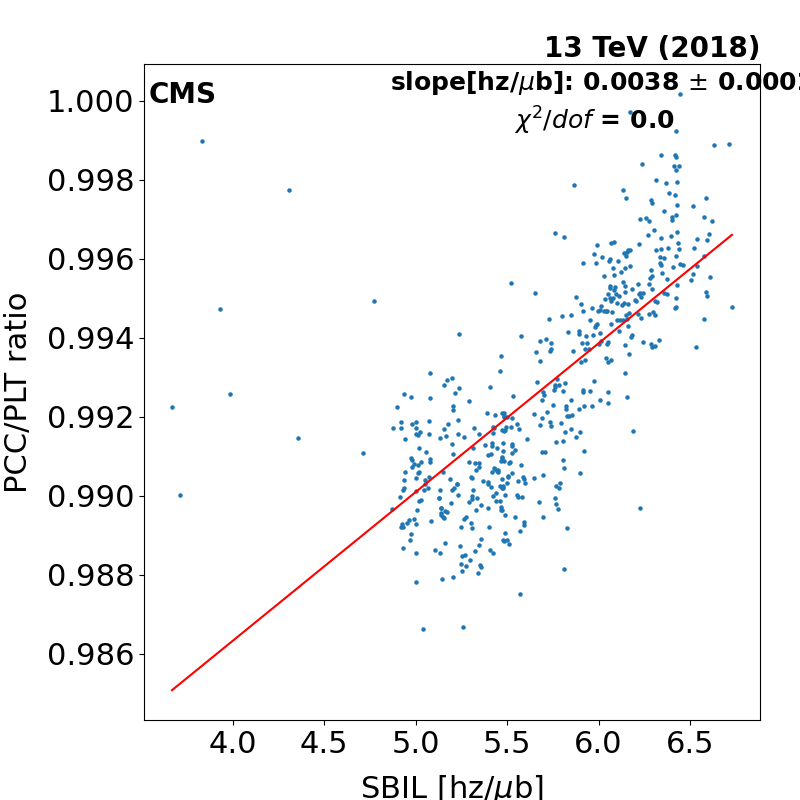 13 TeV (2018)
CMS
slope[hz/μb]: 0.0038 ± 0.000
χ²/dof = 0.0
1.000
0.998
0.996
0.994
0.992
0.990
0.988
0.986
PCC/PLT ratio
4.0 4.5 5.0 5.5 6.0 6.5
SBIL [hz/μb]